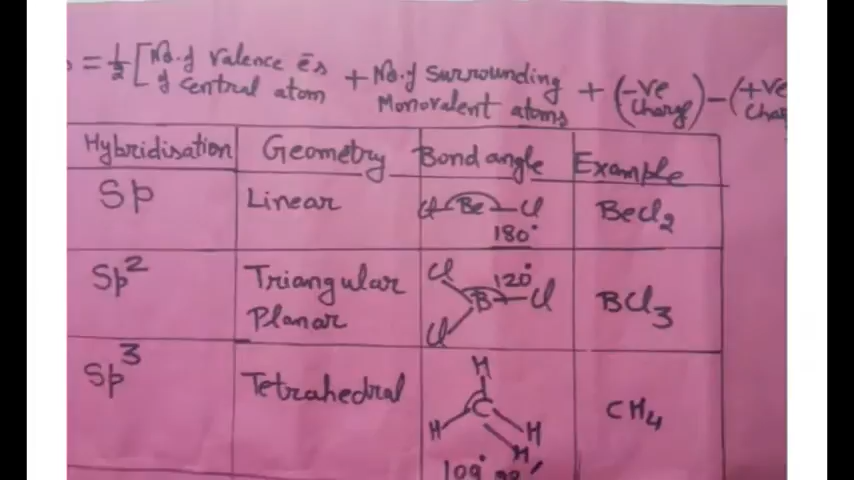 = 1/2 [No. of Valence ēs of central atom + No. of Surrounding Monovalent atoms + (-ve charge) - (+ve
Hybridisation Geometry Bond angle Example
Sp Linear Cl Be Cl 180° BeCl2
Sp2 Triangular Planar Cl B Cl Cl 120° BCl3
Sp3 Tetrahedral H C H H H 109° CH4